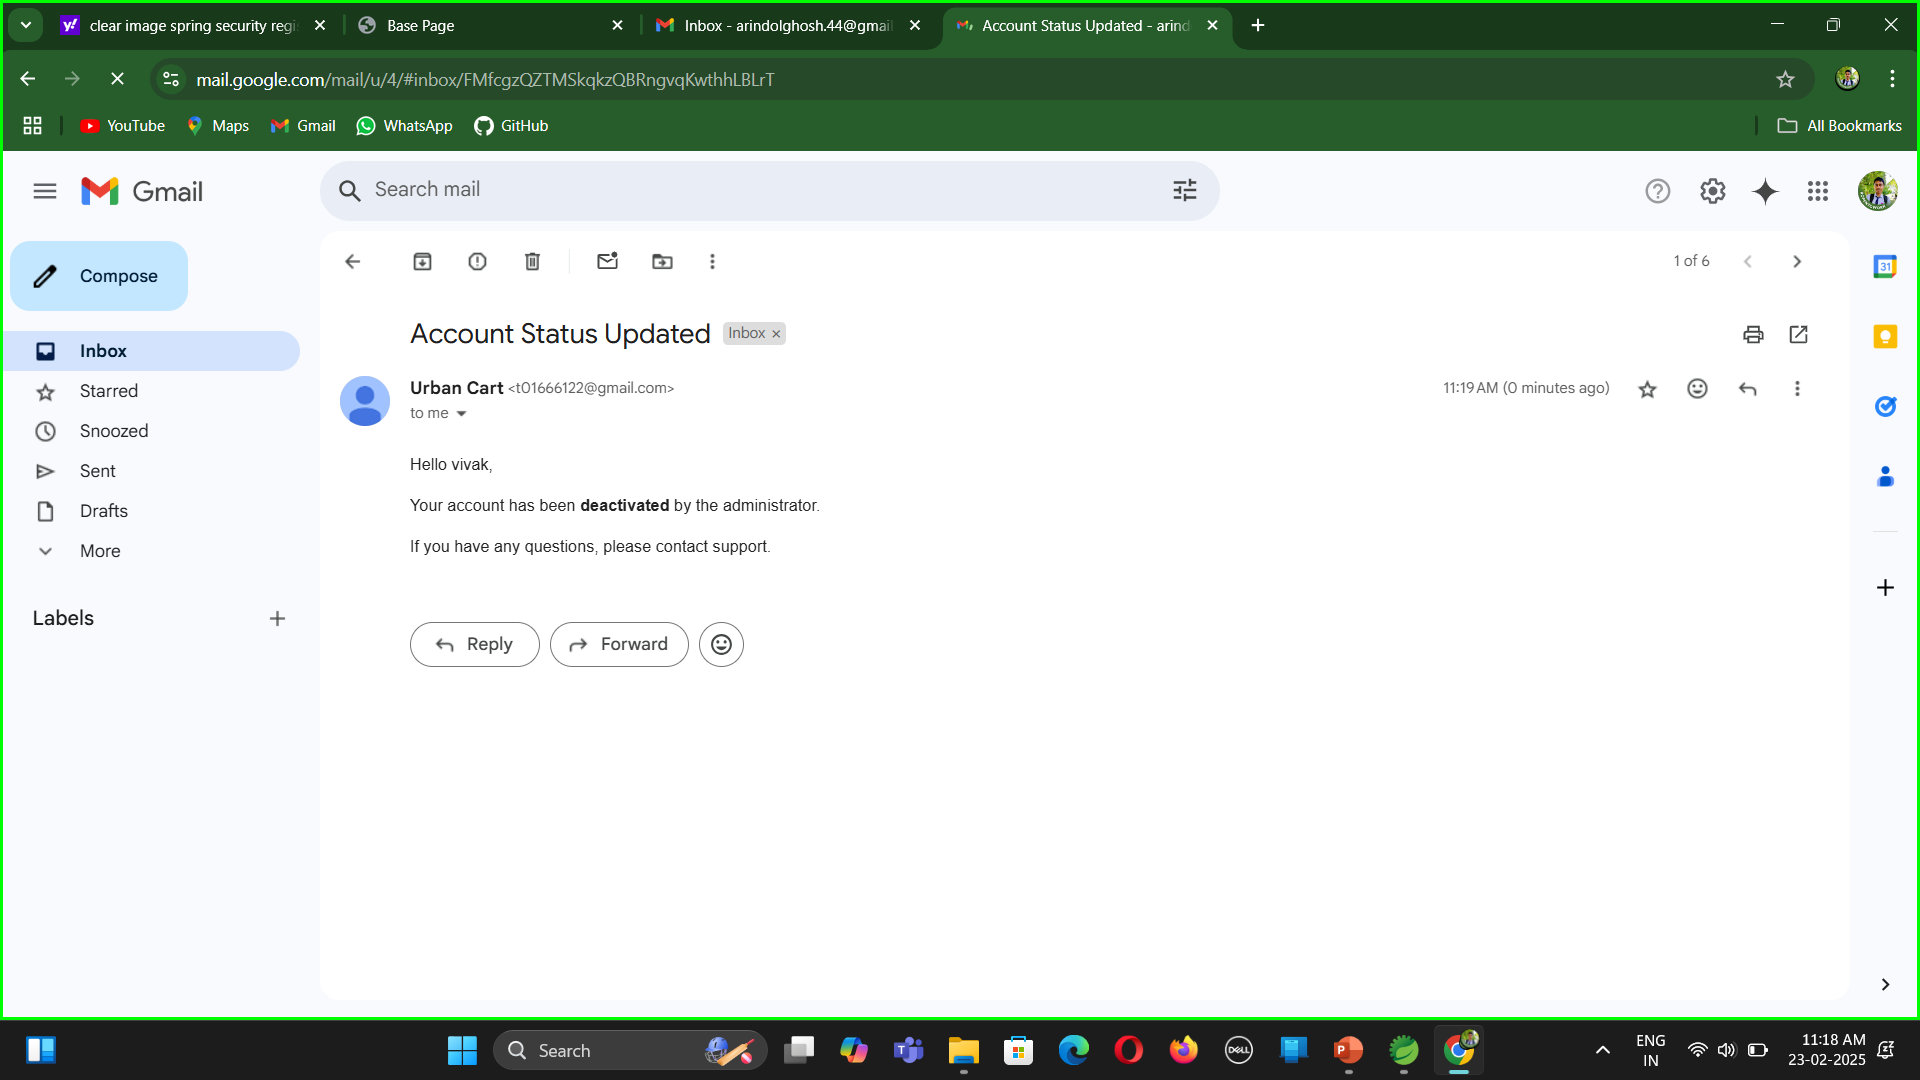 clear image spring security regi
Base Page
Inbox - arindolghosh.44@gmail
Account Status Updated - arind
mail.google.com/mail/u/4/#inbox/FMfcgzQZTMSkqkzQBRngvqKwthhLBLrT
YouTube
Maps
Gmail
WhatsApp
GitHub
All Bookmarks
Gmail
Search mail
Compose
1 of 6
Account Status Updated
Inbox
Inbox
Starred
Snoozed
Sent
Drafts
More
Labels
Urban Cart <t01666122@gmail.com>
11:19 AM (0 minutes ago)
to me
Hello vivak,
Your account has been deactivated by the administrator.
If you have any questions, please contact support.
Reply
Forward
31
Search
DELL
ENG
IN
11:18 AM
23-02-2025